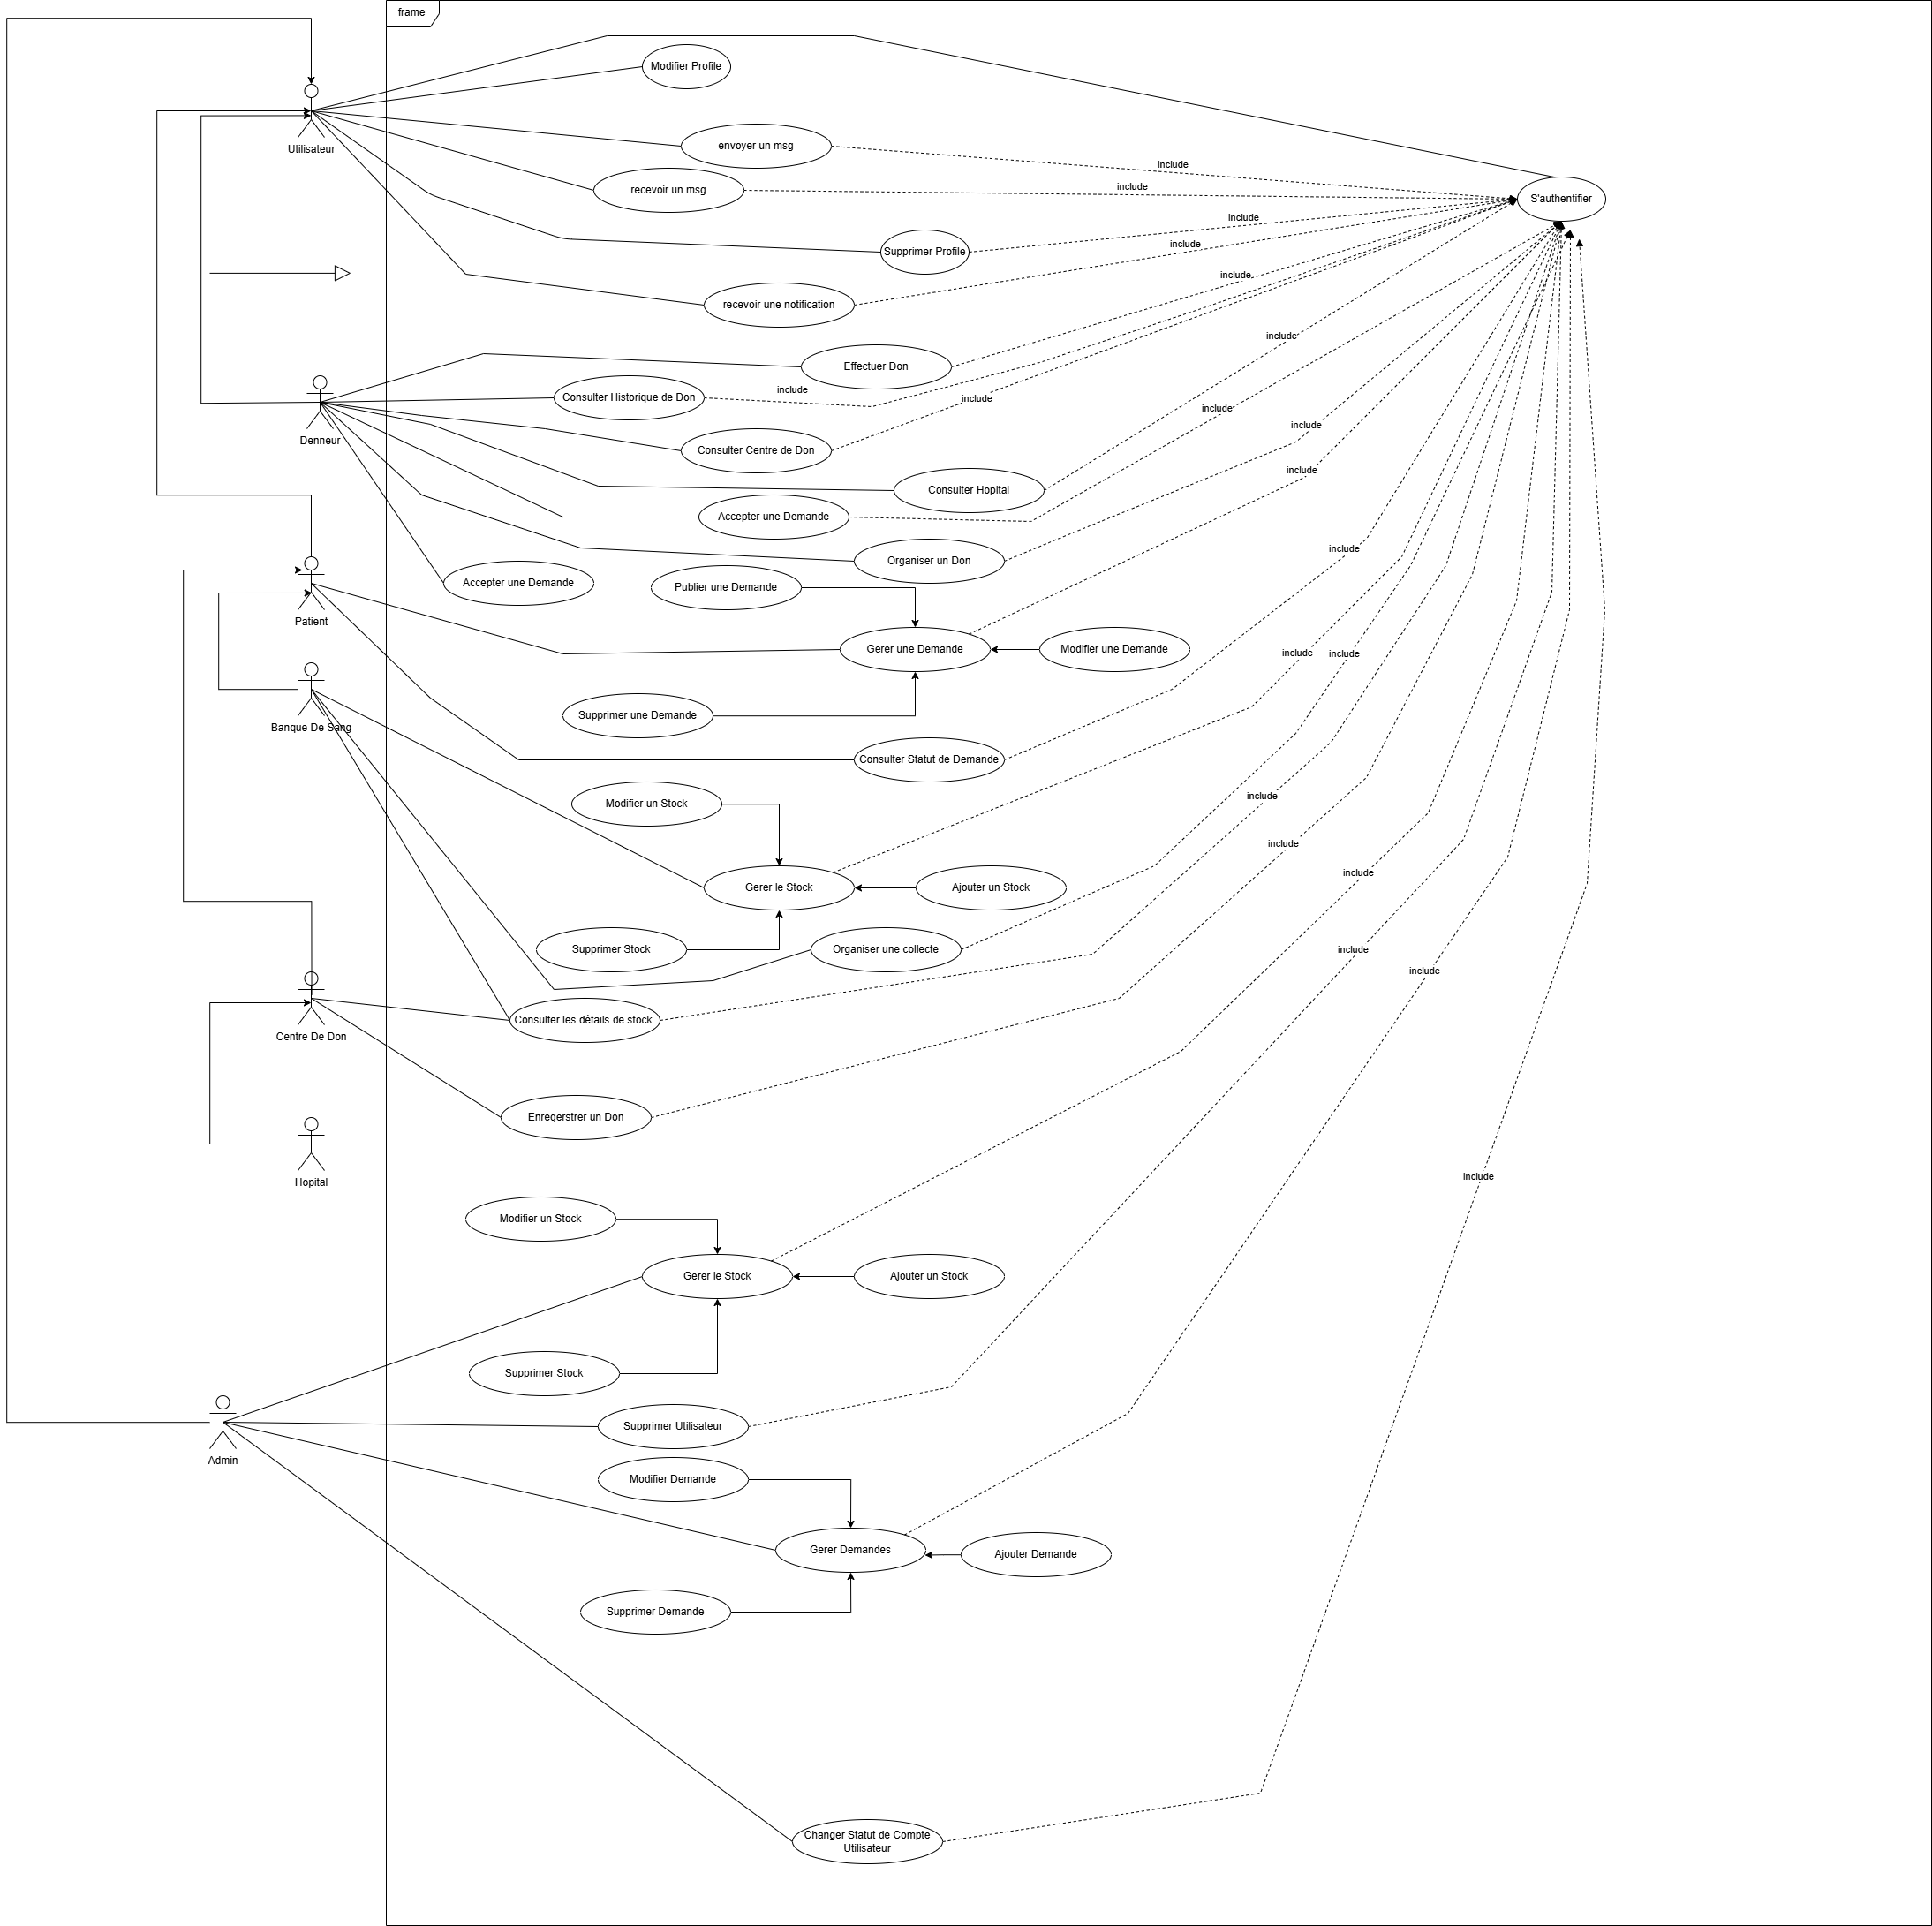 frame
Modifier Profile
Utilisateur
envoyer un msg
include
recevoir un msg
include
S'authentifier
include
Supprimer Profile
include
recevoir une notification
include
include
Effectuer Don
Denneur
Consulter Historique de Don
include
include
include
include
Consulter Centre de Don
include
Consulter Hopital
Accepter une Demande
include
Organiser un Don
Accepter une Demande
Publier une Demande
Patient
Gerer une Demande
Modifier une Demande
include
include
Supprimer une Demande
Banque De Sang
Consulter Statut de Demande
include
Modifier un Stock
include
include
Gerer le Stock
Ajouter un Stock
Supprimer Stock
Organiser une collecte
include
include
Consulter les détails de stock
Centre De Don
Enregerstrer un Don
Hopital
include
Modifier un Stock
Gerer le Stock
Ajouter un Stock
Supprimer Stock
Supprimer Utilisateur
Admin
Modifier Demande
Gerer Demandes
Ajouter Demande
Supprimer Demande
Changer Statut de Compte
Utilisateur